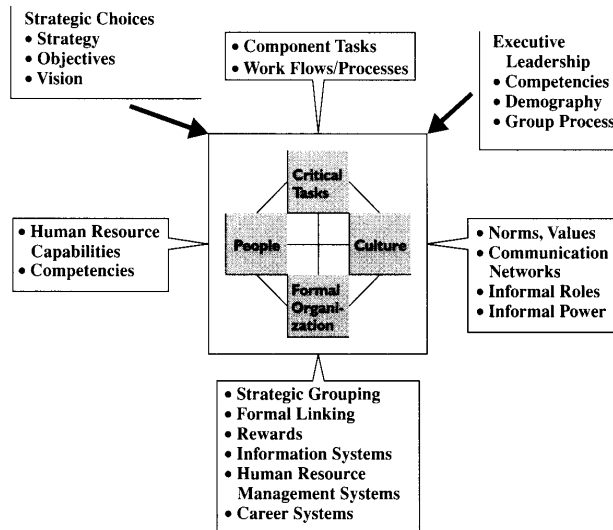 Strategic Choices
• Strategy
• Objectives
• Vision
• Component Tasks
• Work Flows/Processes
Executive
Leadership
• Competencies
• Demography
• Group Process
Critical
Tasks
People
Culture
Formal
Organi-
zation
• Human Resource
Capabilities
• Competencies
• Norms, Values
• Communication
Networks
• Informal Roles
• Informal Power
• Strategic Grouping
• Formal Linking
• Rewards
• Information Systems
• Human Resource
Management Systems
• Career Systems